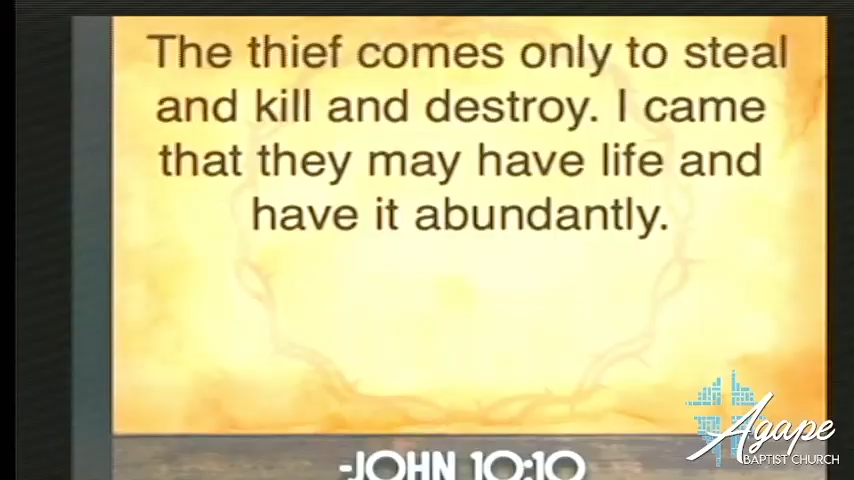 The thief comes only to steal
and kill and destroy. I came
that they may have life and
have it abundantly.
-JOHN 10:10
Agape
BAPTIST CHURCH